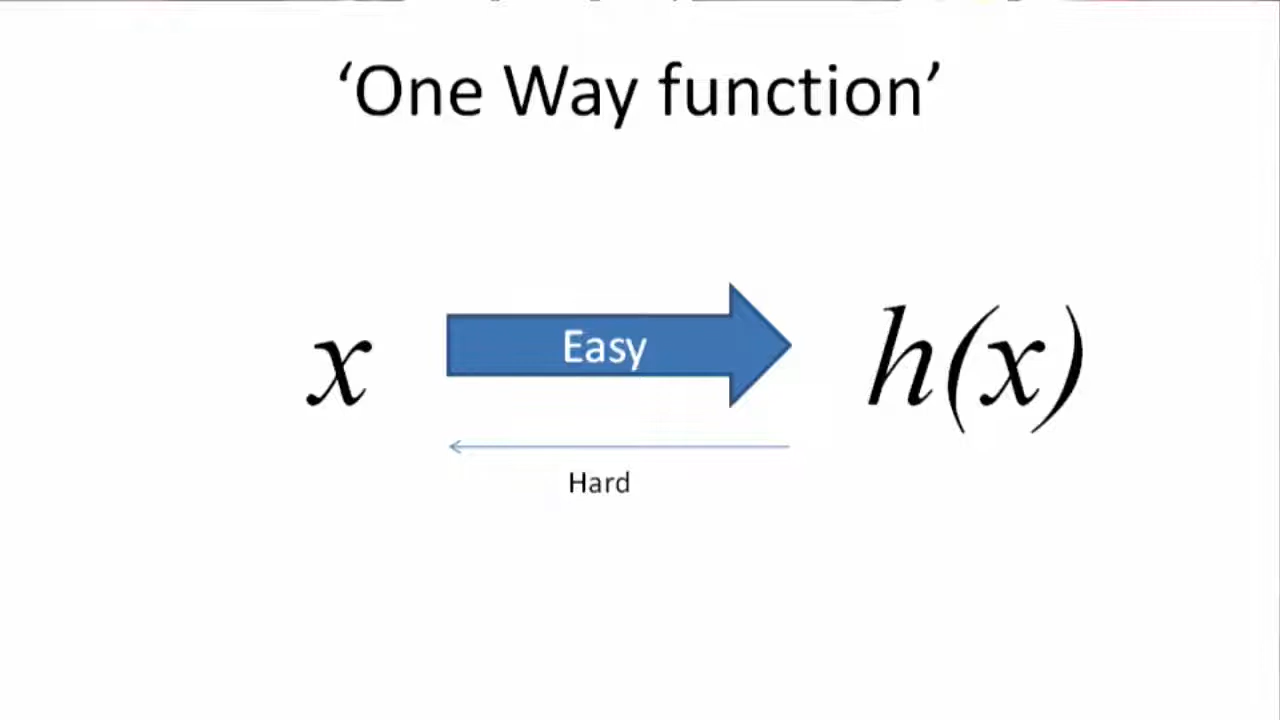 ‘One Way function’
x
Easy
h(x)
Hard